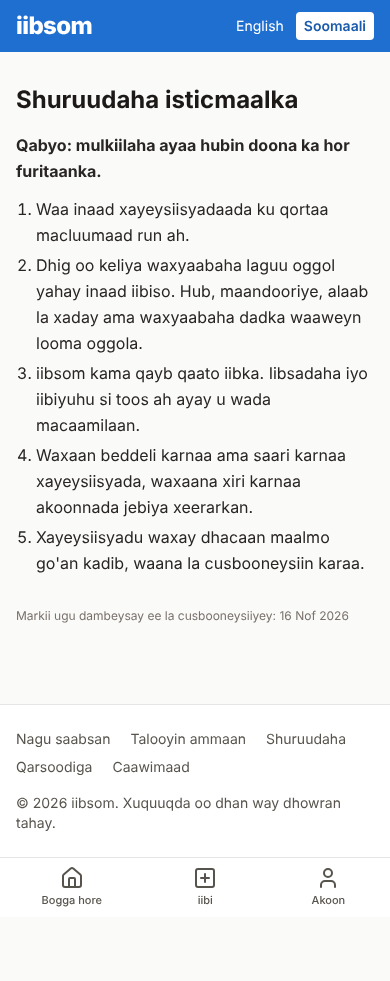 iibsom
English
Soomaali
Shuruudaha isticmaalka
Qabyo: mulkiilaha ayaa hubin doona ka hor
furitaanka.
1. Waa inaad xayeysiisyadaada ku qortaa
macluumaad run ah.
2. Dhig oo keliya waxyaabaha laguu oggol
yahay inaad iibiso. Hub, maandooriye, alaab
la xaday ama waxyaabaha dadka waaweyn
looma oggola.
3. iibsom kama qayb qaato iibka. Iibsadaha iyo
iibiyuhu si toos ah ayay u wada
macaamilaan.
4. Waxaan beddeli karnaa ama saari karnaa
xayeysiisyada, waxaana xiri karnaa
akoonnada jebiya xeerarkan.
5. Xayeysiisyadu waxay dhacaan maalmo
go'an kadib, waana la cusbooneysiin karaa.
Markii ugu dambeysay ee la cusbooneysiiyey: 16 Nof 2026
Nagu saabsan
Talooyin ammaan
Shuruudaha
Qarsoodiga
Caawimaad
© 2026 iibsom. Xuquuqda oo dhan way dhowran
tahay.
Bogga hore
iibi
Akoon